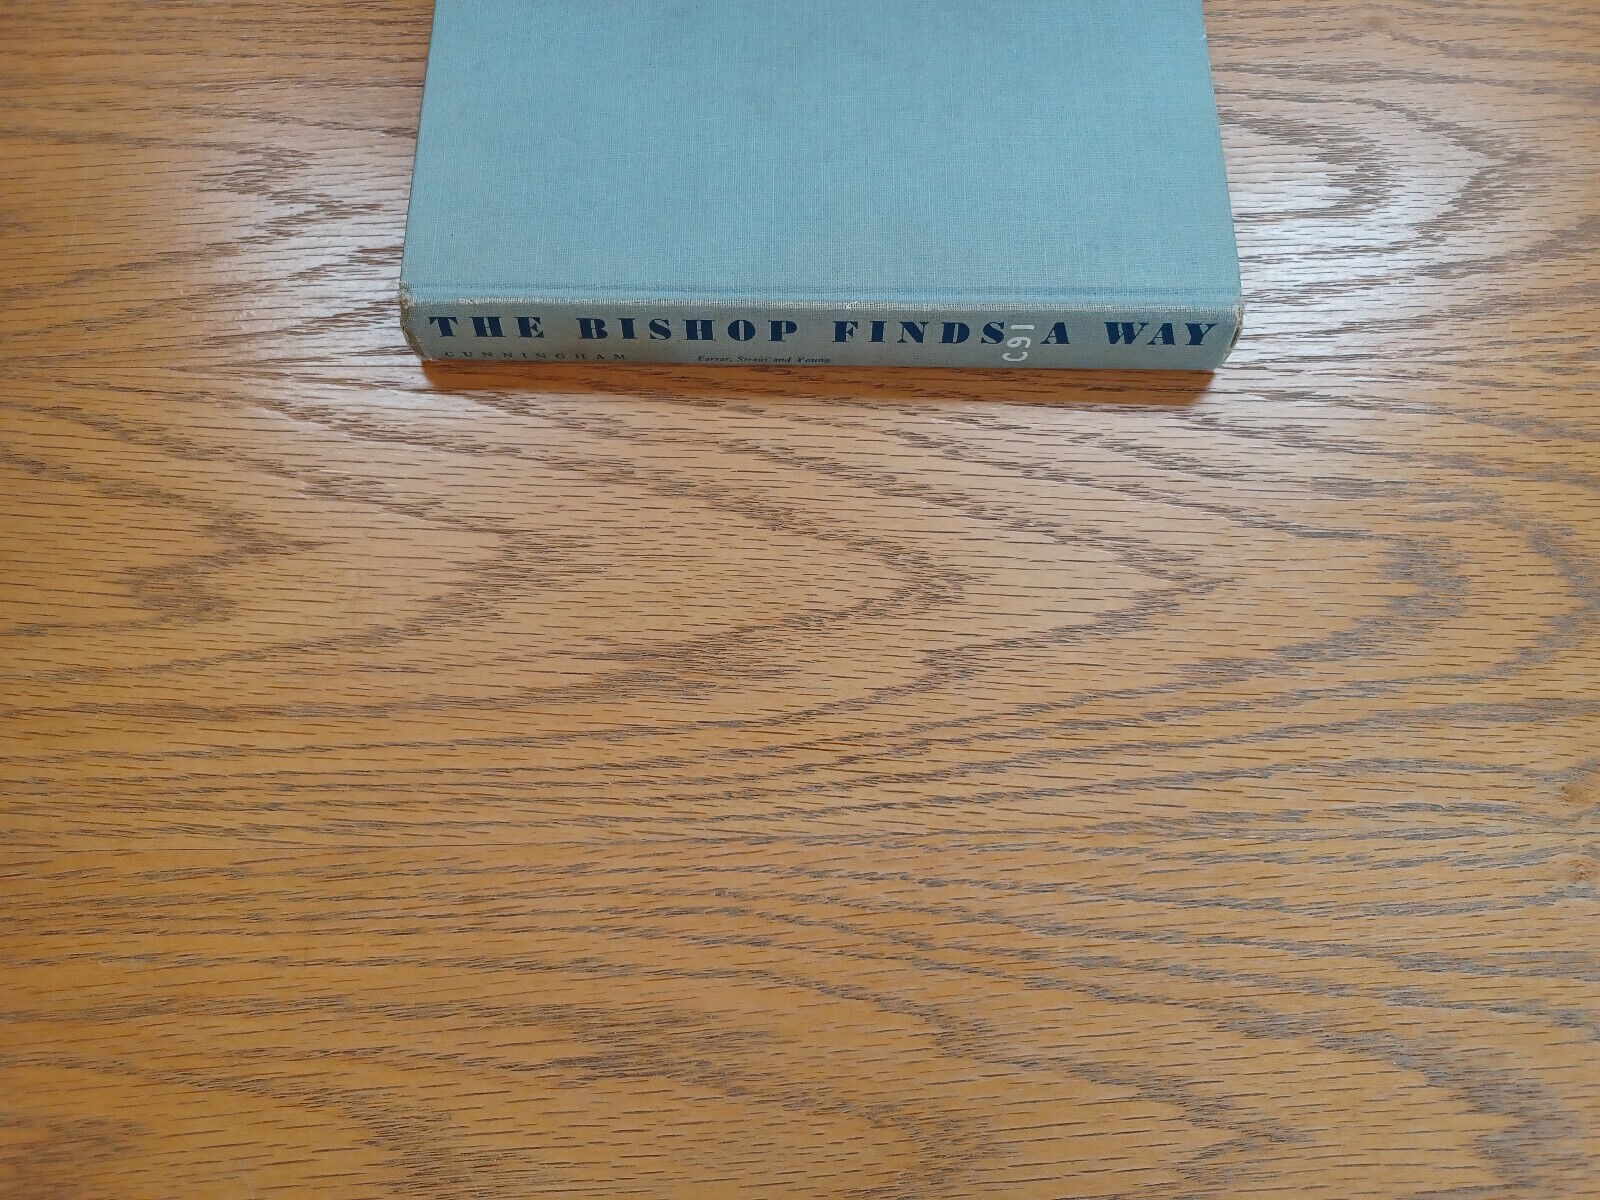 THE BISHOP FINDS A WAY
CUNNINGHAM
Farrar, Straus and Young
C91